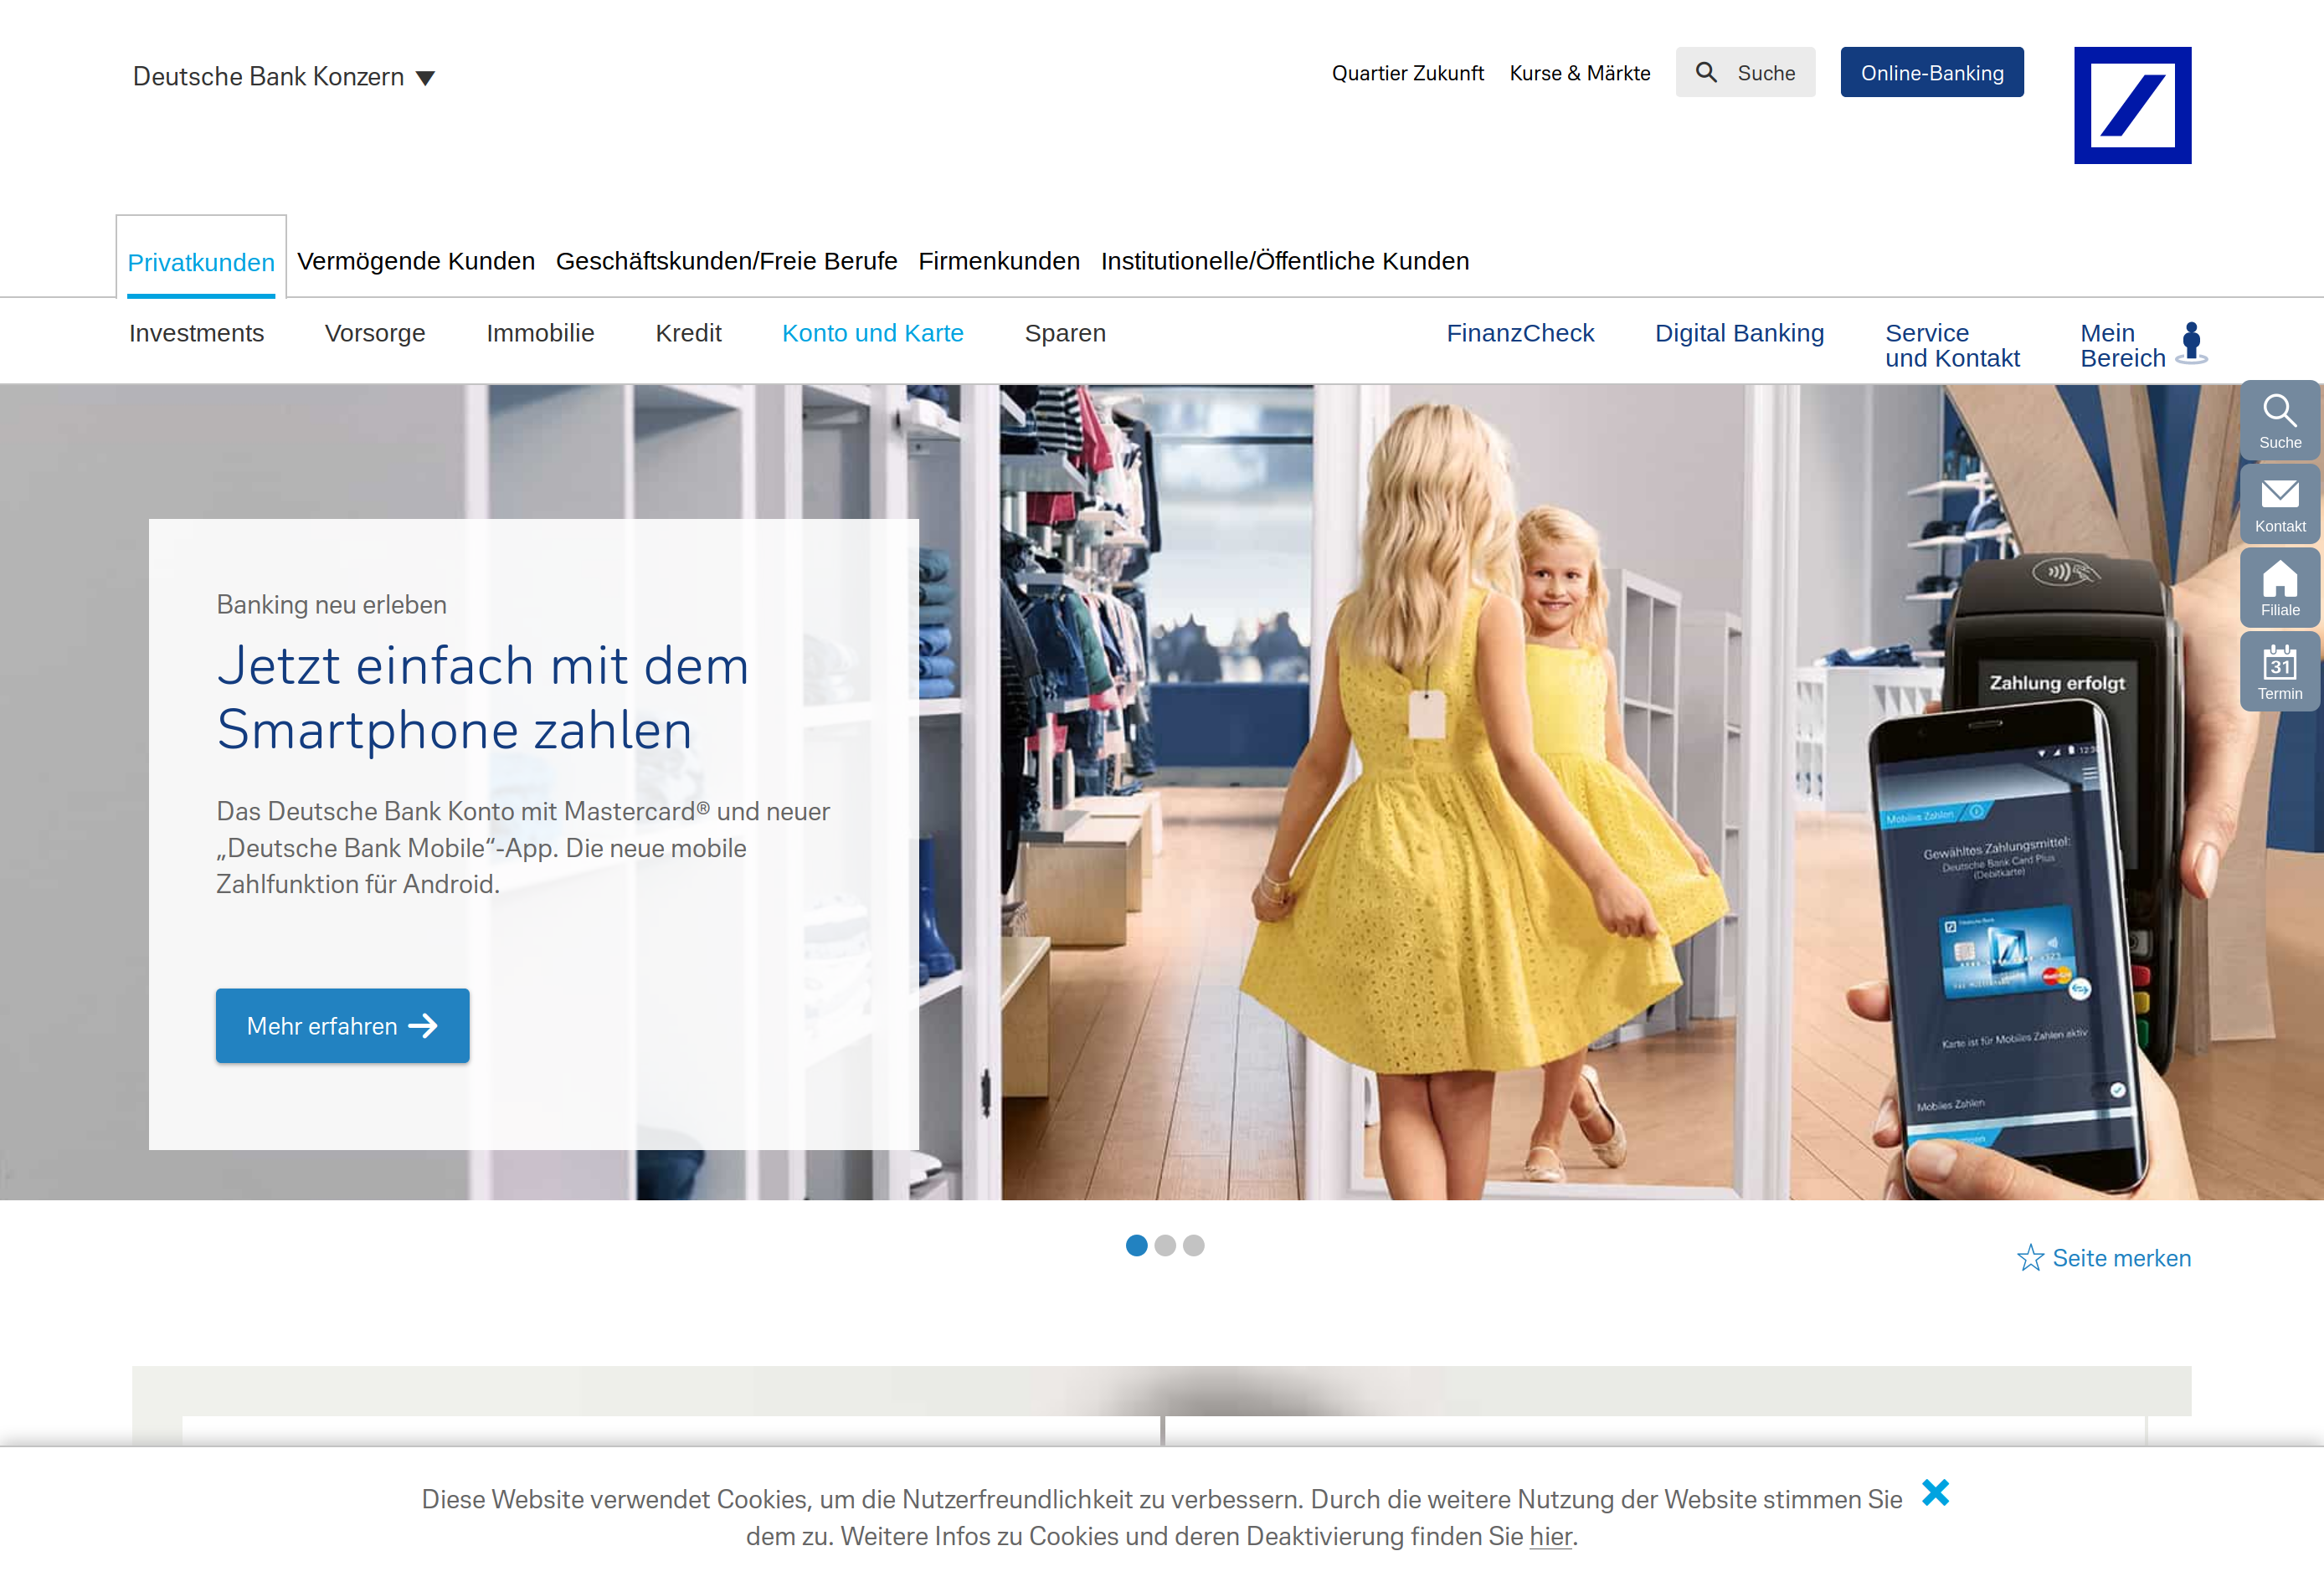 Deutsche Bank Konzern
Quartier Zukunft
Kurse & Märkte
Suche
Online-Banking
Privatkunden
Vermögende Kunden
Geschäftskunden/Freie Berufe
Firmenkunden
Institutionelle/Öffentliche Kunden
Investments
Vorsorge
Immobilie
Kredit
Konto und Karte
Sparen
FinanzCheck
Digital Banking
Service
und Kontakt
Mein
Bereich
Suche
Kontakt
Filiale
31
Termin
Banking neu erleben
Jetzt einfach mit dem
Smartphone zahlen
Das Deutsche Bank Konto mit Mastercard® und neuer
„Deutsche Bank Mobile“-App. Die neue mobile
Zahlfunktion für Android.
Mehr erfahren
Zahlung erfolgt
Mobiles Zahlen
Gewähltes Zahlungsmittel:
Deutsche Bank Card Plus
(Debitkarte)
Deutsche Bank
Karte ist für Mobiles Zahlen aktiv
Mobiles Zahlen
Seite merken
Diese Website verwendet Cookies, um die Nutzerfreundlichkeit zu verbessern. Durch die weitere Nutzung der Website stimmen Sie
dem zu. Weitere Infos zu Cookies und deren Deaktivierung finden Sie hier.